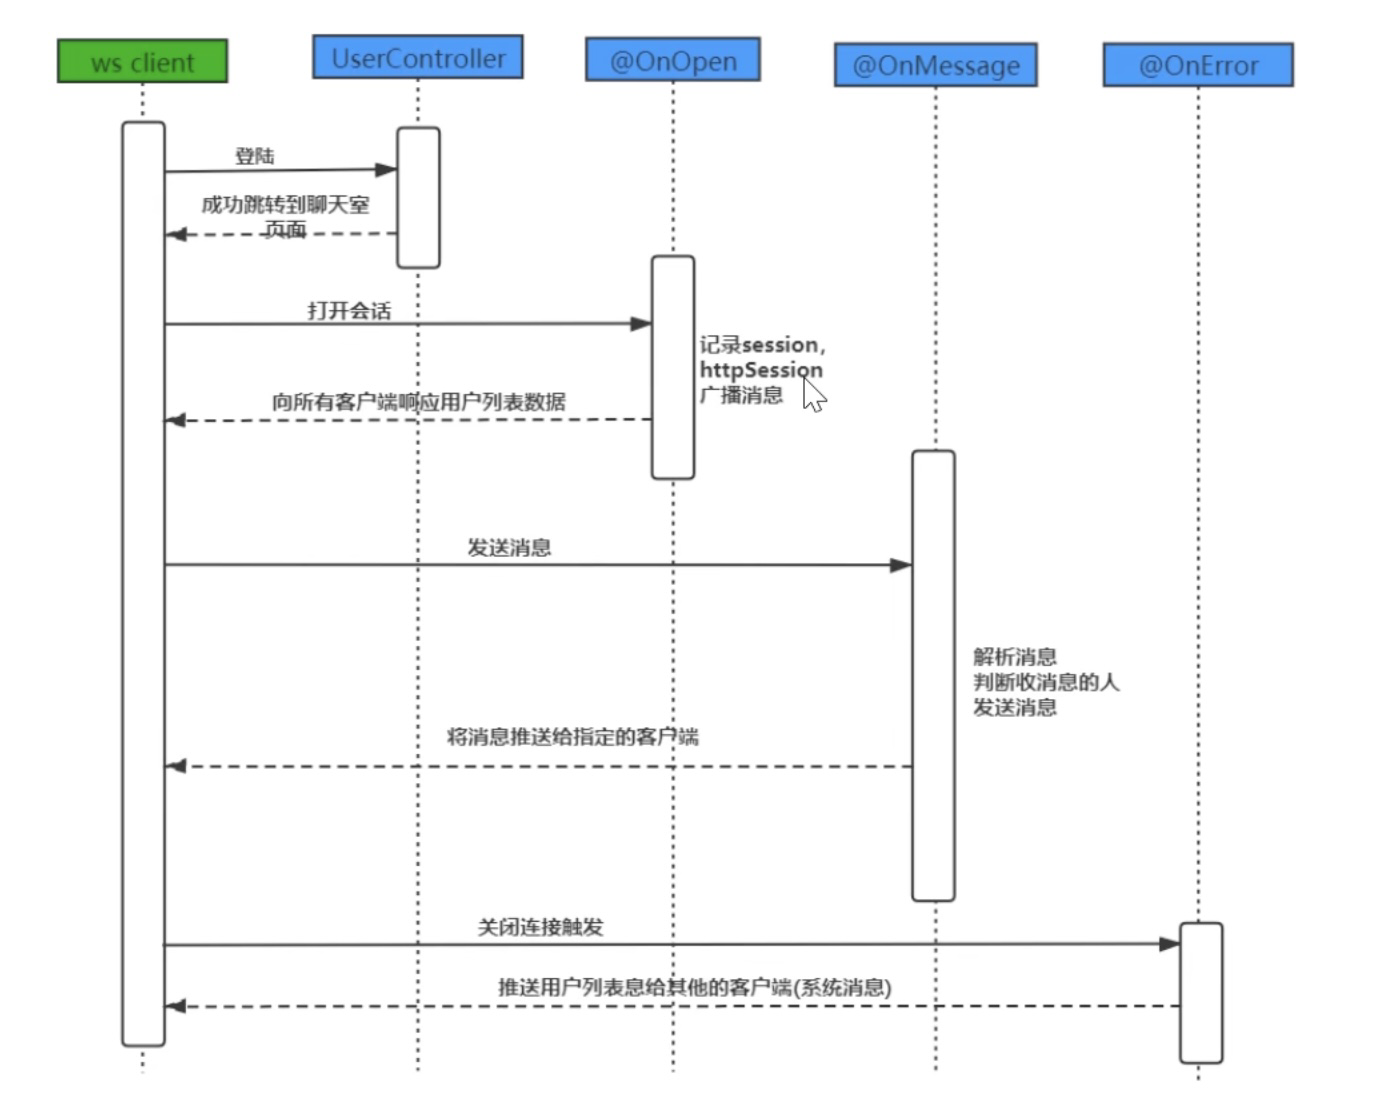 ws client
UserController
@OnOpen
@OnMessage
@OnError
登陆
成功跳转到聊天室
页面
打开会话
记录session,
httpSession
广播消息
向所有客户端响应用户列表数据
发送消息
解析消息
判断收消息的人
发送消息
将消息推送给指定的客户端
关闭连接触发
推送用户列表息给其他的客户端(系统消息)